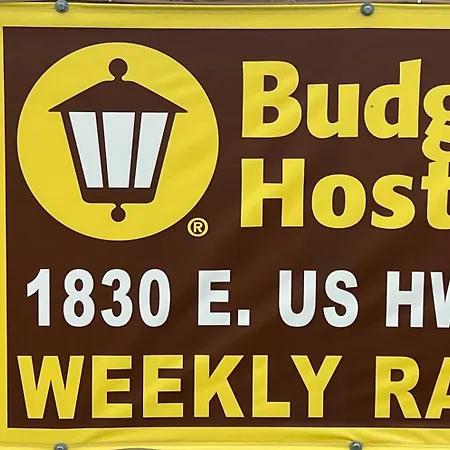 Budg
Host
®
1830 E. US HW
WEEKLY RA